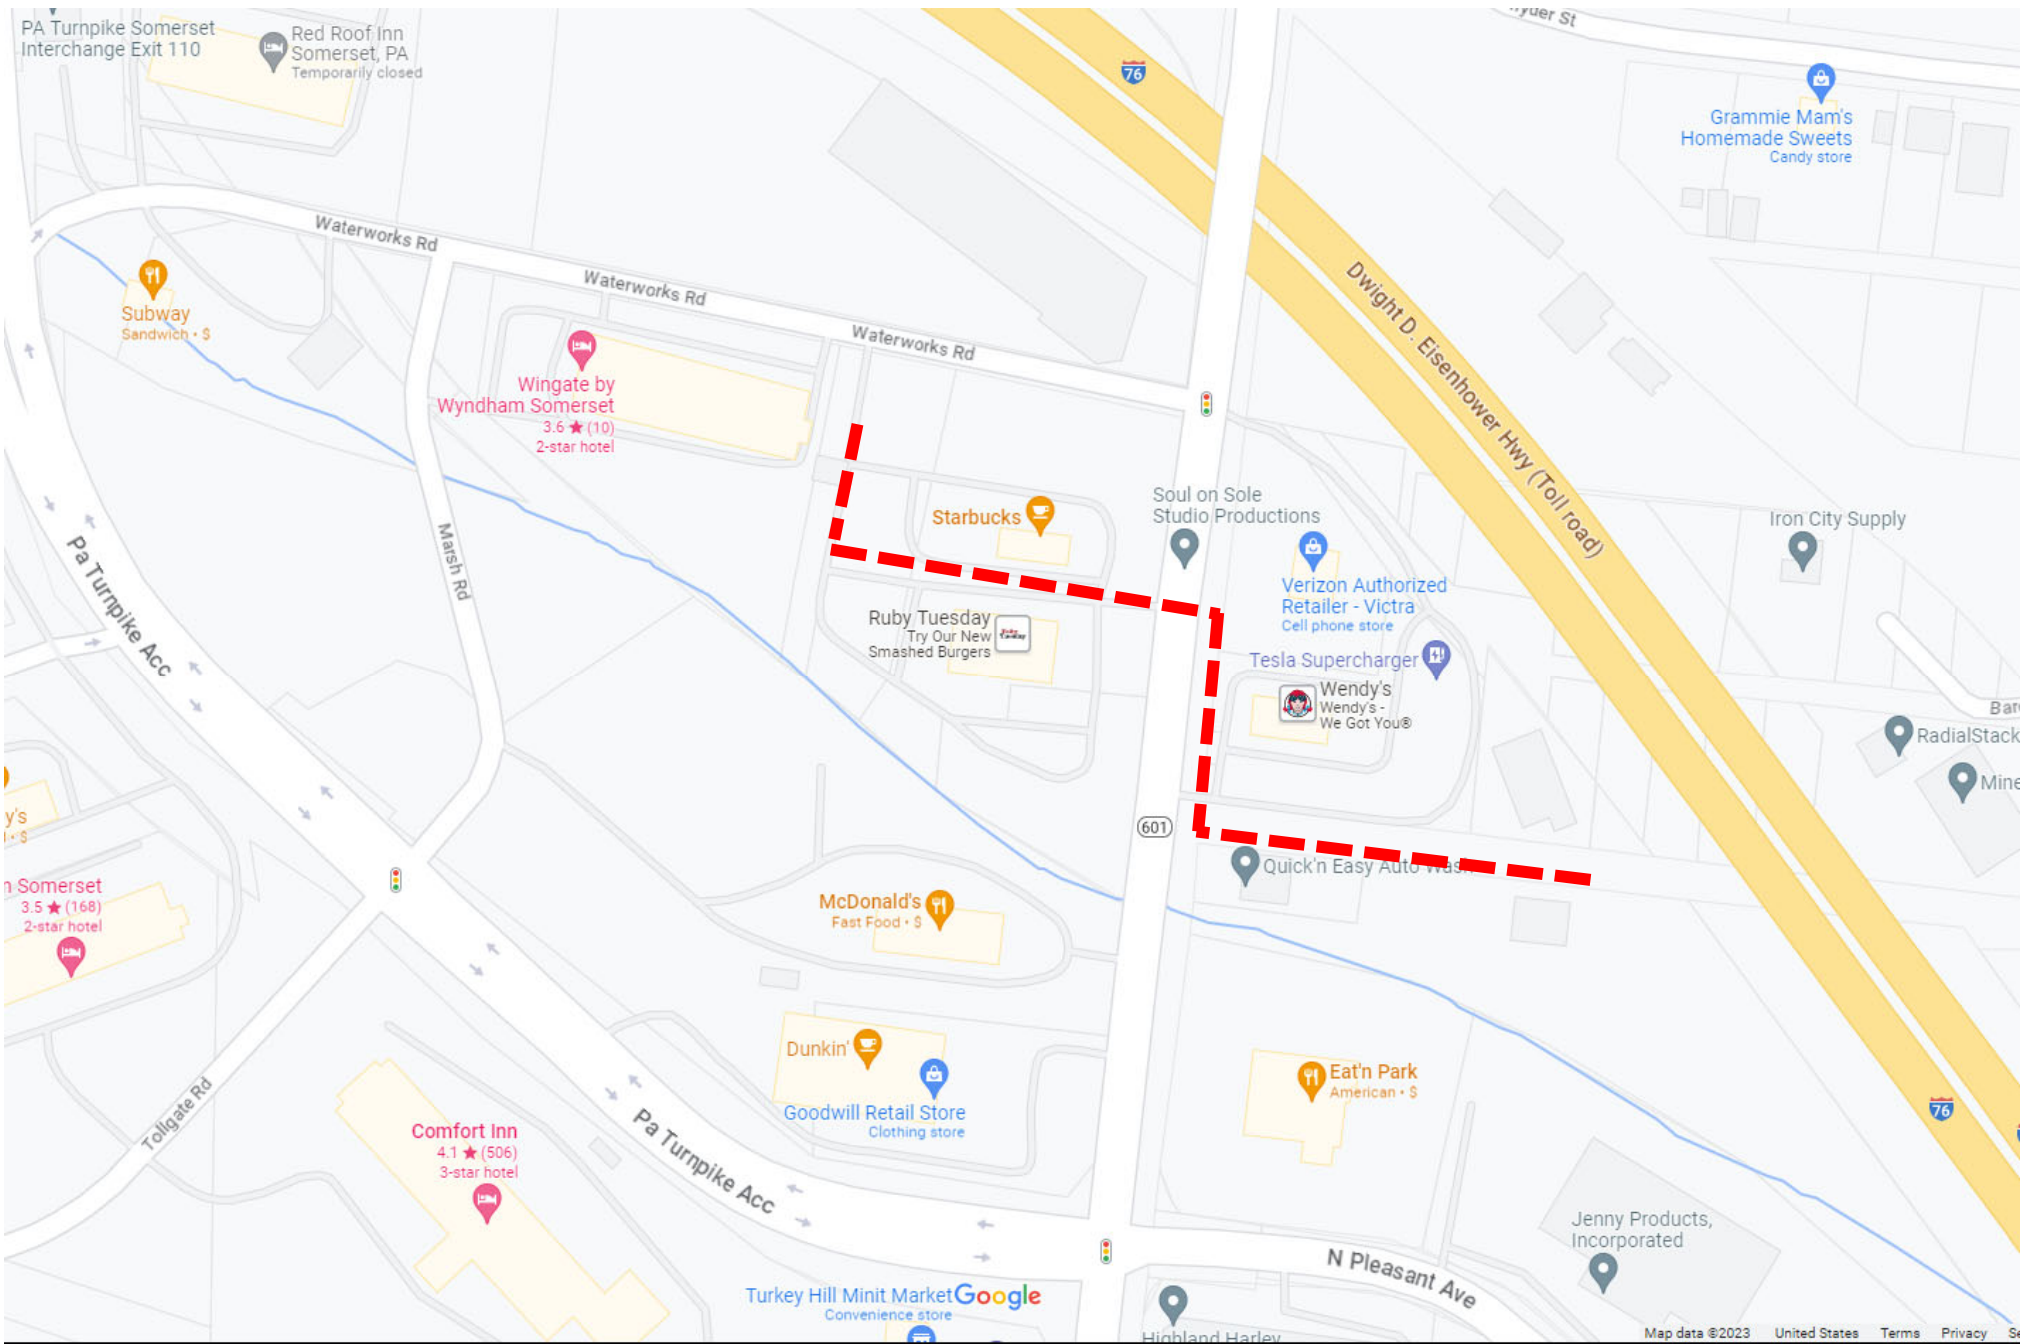 PA Turnpike Somerset
Interchange Exit 110
Red Roof Inn
Somerset, PA
Temporarily closed
76
Grammie Mam's
Homemade Sweets
Candy store
Waterworks Rd
Waterworks Rd
Waterworks Rd
Subway
Sandwich • $
Wingate by
Wyndham Somerset
3.6 ★ (10)
2-star hotel
Dwight D. Eisenhower Hwy (Toll road)
Starbucks
Soul on Sole
Studio Productions
Iron City Supply
Marsh Rd
Pa Turnpike Acc
Verizon Authorized
Retailer - Victra
Cell phone store
Ruby Tuesday
Try Our New
Smashed Burgers
Tesla Supercharger
Wendy's
Wendy's -
We Got You®
RadialStack
601
Quick'n Easy Auto Wash
McDonald's
Fast Food • $
y's
$
Somerset
3.5 ★ (168)
2-star hotel
Dunkin'
Goodwill Retail Store
Clothing store
Eat'n Park
American • $
76
Tollgate Rd
Comfort Inn
4.1 ★ (506)
3-star hotel
Pa Turnpike Acc
Jenny Products,
Incorporated
N Pleasant Ave
Turkey Hill Minit Market
Convenience store
Google
Highland Harley
Map data ©2023 United States Terms Privacy